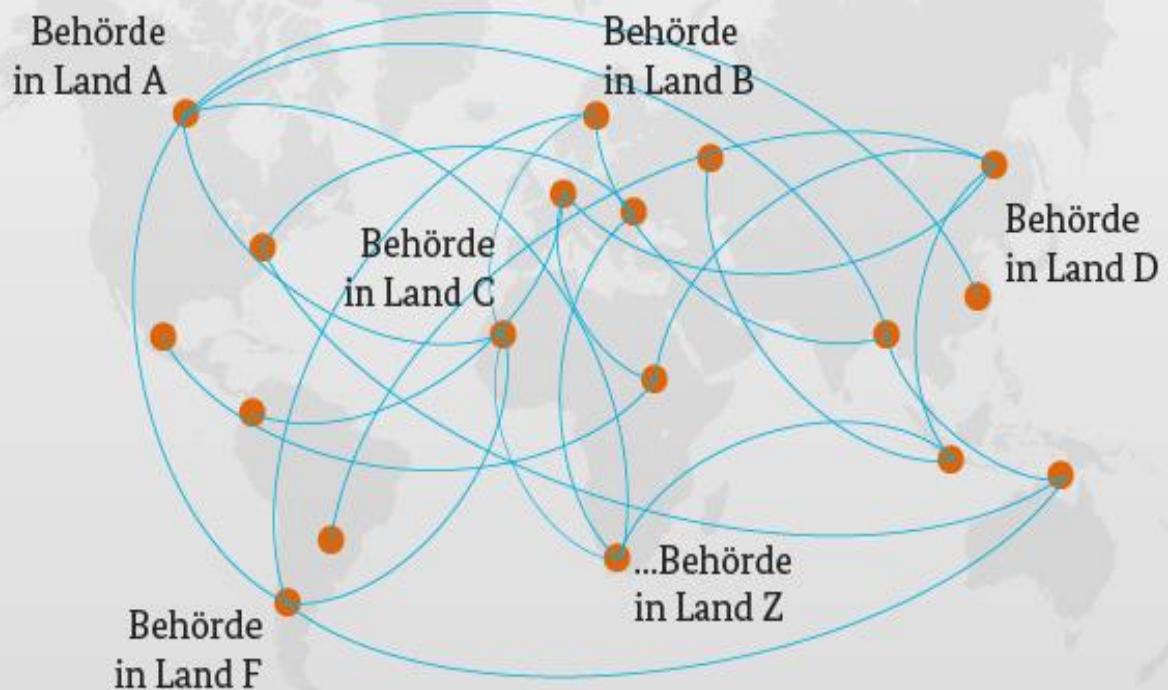 Behörde
in Land A
Behörde
in Land B
Behörde
in Land C
Behörde
in Land D
...Behörde
in Land Z
Behörde
in Land F